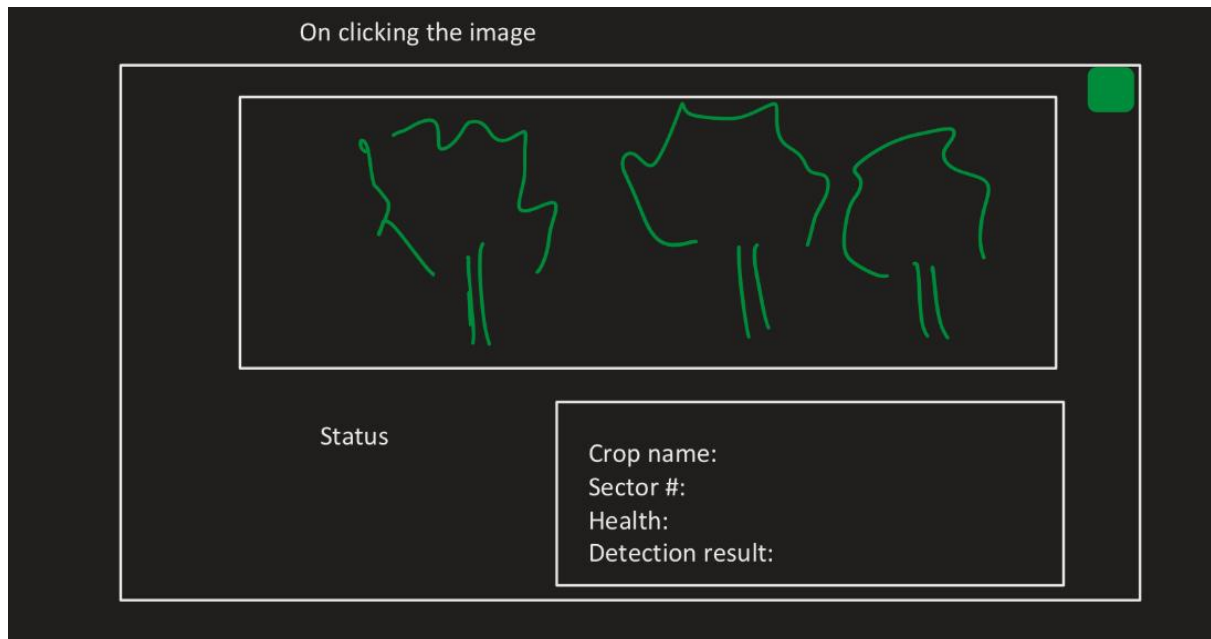 On clicking the image
Status
Crop name:
Sector #:
Health:
Detection result: